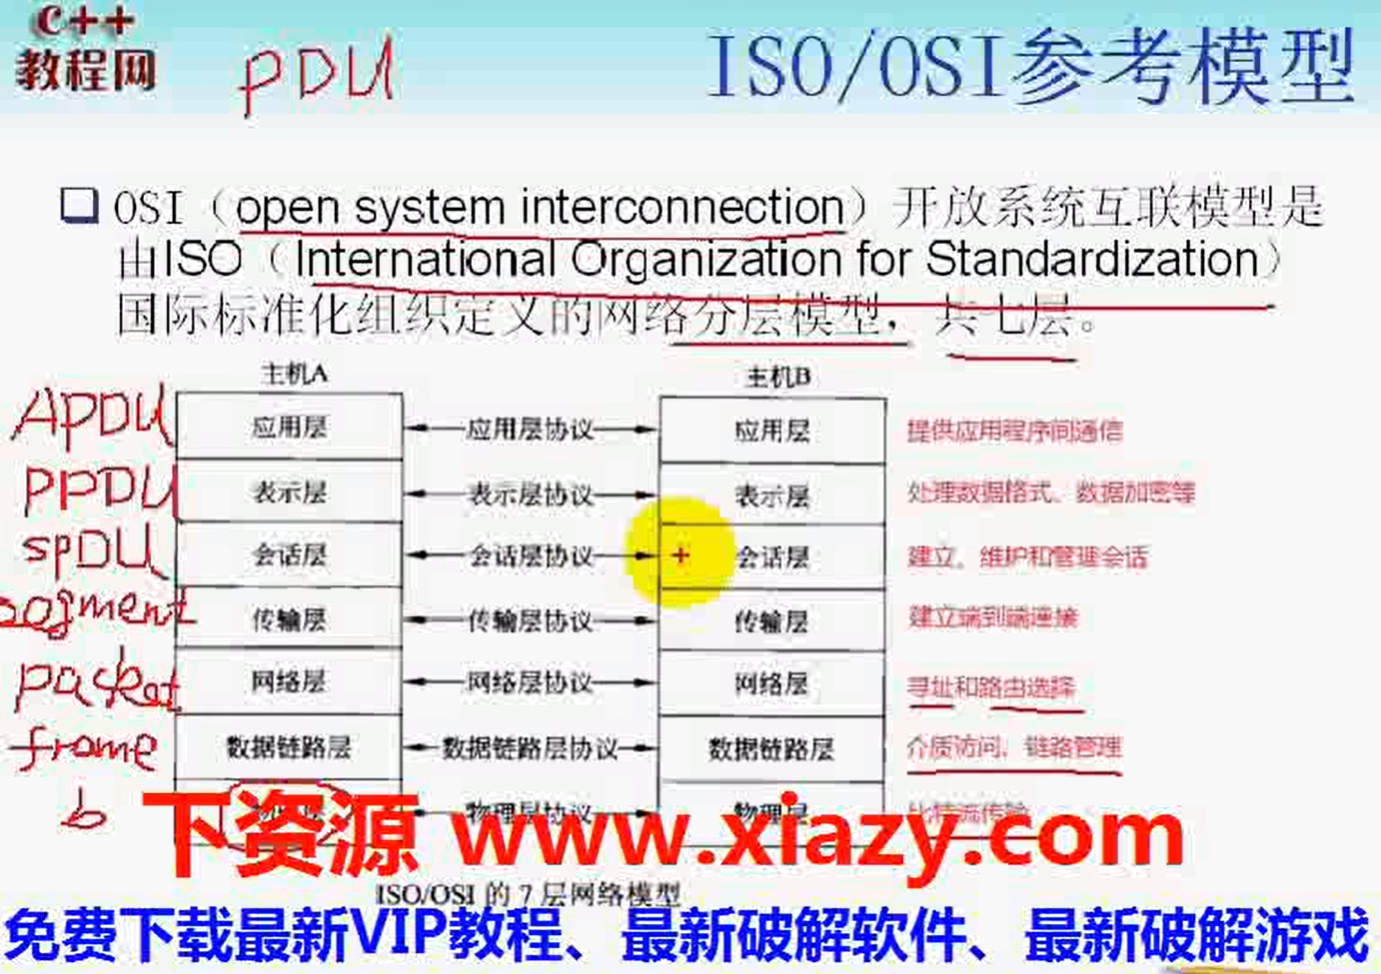 C++
教程网
PDU
ISO/OSI参考模型
OSI（open system interconnection）开放系统互联模型是
由ISO（International Organization for Standardization）
国际标准化组织定义的网络分层模型，共七层。
主机A 主机B
APDU 应用层 应用层协议 应用层 提供应用程序间通信
PPDU 表示层 表示层协议 表示层 处理数据格式、数据加密等
SPDU 会话层 会话层协议 会话层 建立、维护和管理会话
segment 传输层 传输层协议 传输层 建立端到端连接
packet 网络层 网络层协议 网络层 寻址和路由选择
frame 数据链路层 数据链路层协议 数据链路层 介质访问、链路管理
b 物理层 物理层协议 物理层 比特流传输
下资源 www.xiazy.com
ISO/OSI 的 7 层网络模型
免费下载最新VIP教程、最新破解软件、最新破解游戏